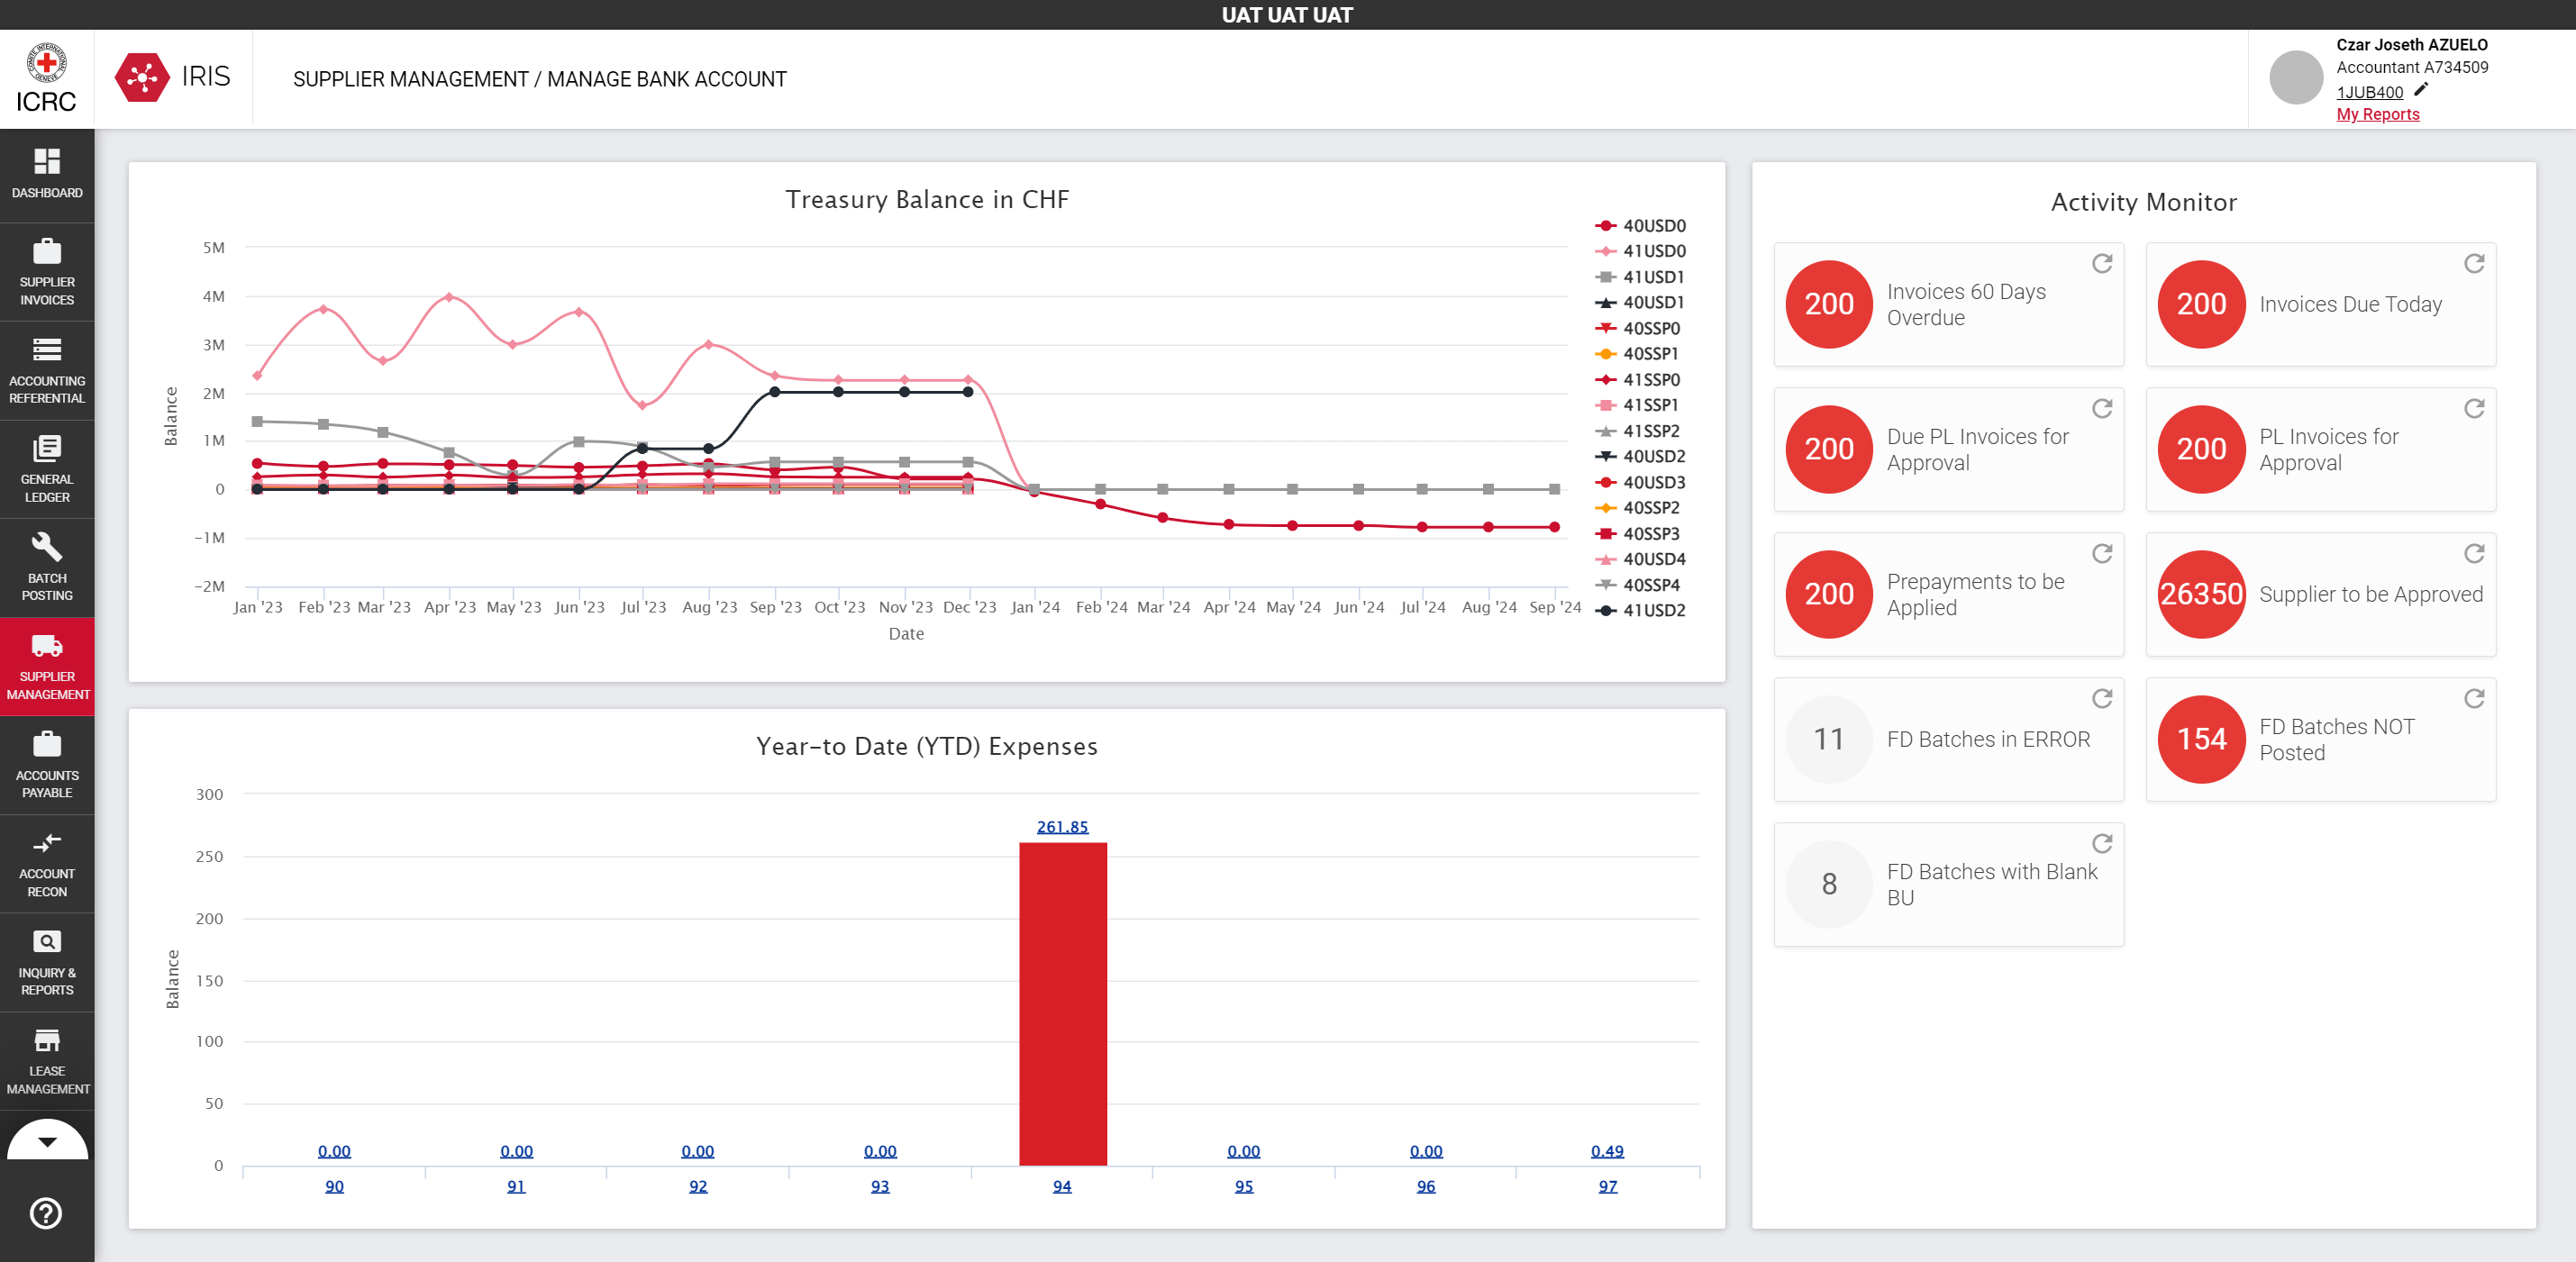 UAT UAT UAT
ICRC
IRIS
SUPPLIER MANAGEMENT / MANAGE BANK ACCOUNT
Czar Joseth AZUELO
Accountant A734509
1JUB400
My Reports
DASHBOARD
SUPPLIER
INVOICES
ACCOUNTING
REFERENTIAL
GENERAL
LEDGER
BATCH
POSTING
SUPPLIER
MANAGEMENT
ACCOUNTS
PAYABLE
ACCOUNT
RECON
INQUIRY &
REPORTS
LEASE
MANAGEMENT
Treasury Balance in CHF
5M
4M
3M
2M
1M
0
-1M
-2M
Balance
Jan '23 Feb '23 Mar '23 Apr '23 May '23 Jun '23 Jul '23 Aug '23 Sep '23 Oct '23 Nov '23 Dec '23 Jan '24 Feb '24 Mar '24 Apr '24 May '24 Jun '24 Jul '24 Aug '24 Sep '24
Date
40USD0
41USD0
41USD1
40USD1
40SSP0
40SSP1
41SSP0
41SSP1
41SSP2
40USD2
40USD3
40SSP2
40SSP3
40USD4
40SSP4
41USD2
Year-to Date (YTD) Expenses
300
250
200
150
100
50
0
Balance
0.00 0.00 0.00 0.00 261.85 0.00 0.00 0.49
90 91 92 93 94 95 96 97
Activity Monitor
200
Invoices 60 Days
Overdue
200
Invoices Due Today
200
Due PL Invoices for
Approval
200
PL Invoices for
Approval
200
Prepayments to be
Applied
26350
Supplier to be Approved
11
FD Batches in ERROR
154
FD Batches NOT
Posted
8
FD Batches with Blank
BU